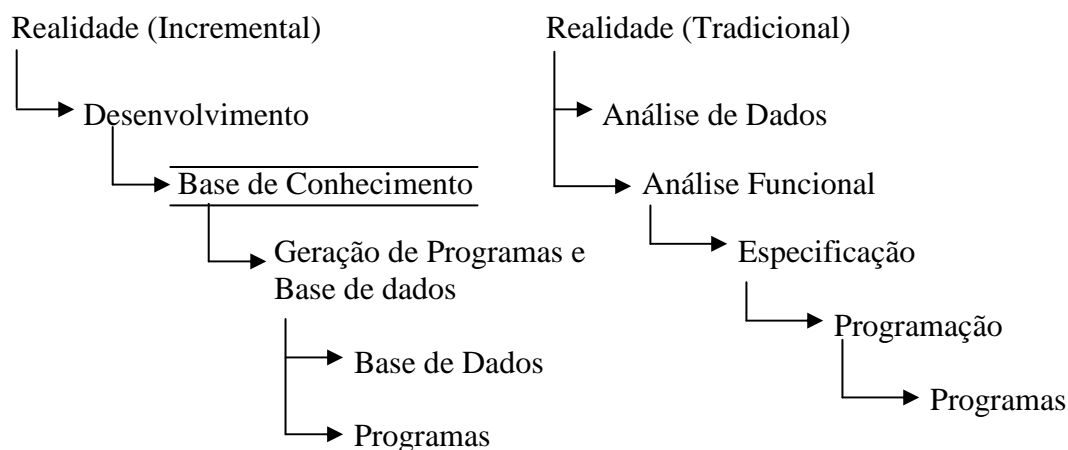 Realidade (Incremental)
Desenvolvimento
Base de Conhecimento
Geração de Programas e
Base de dados
Base de Dados
Programas
Realidade (Tradicional)
Análise de Dados
Análise Funcional
Especificação
Programação
Programas